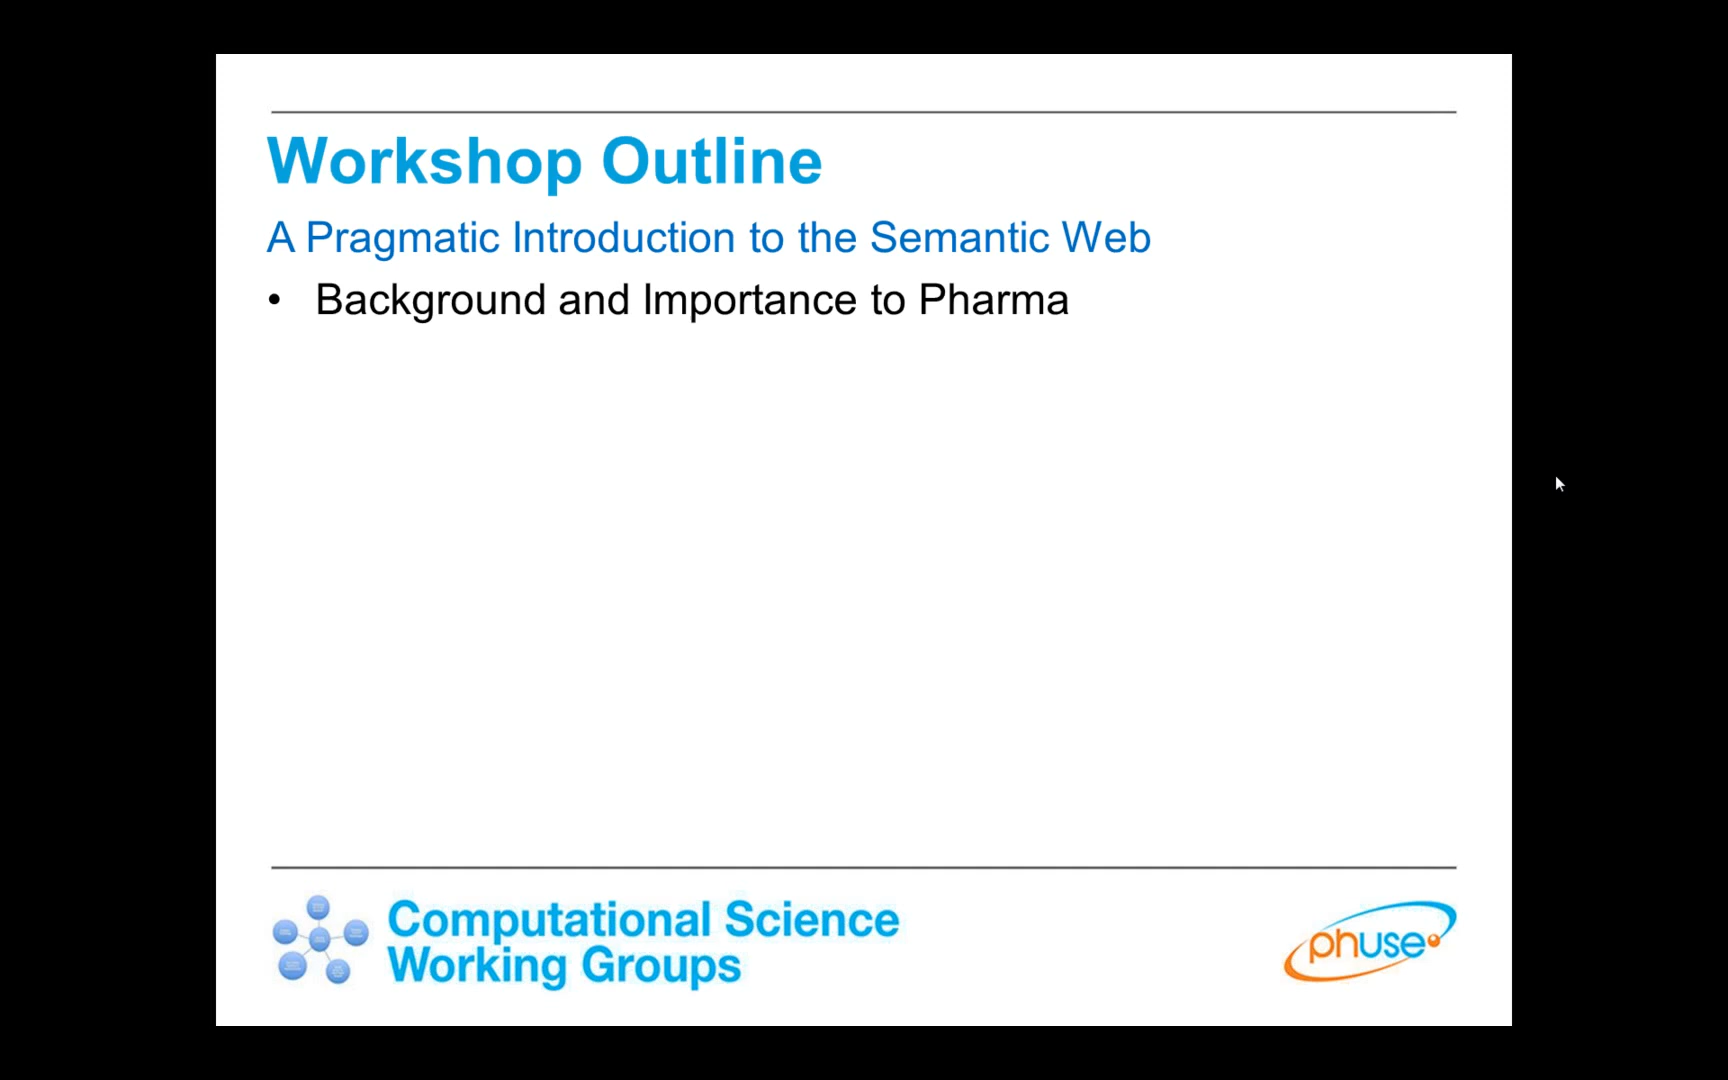 Workshop Outline
A Pragmatic Introduction to the Semantic Web
• Background and Importance to Pharma
Computational Science
Working Groups
phuse